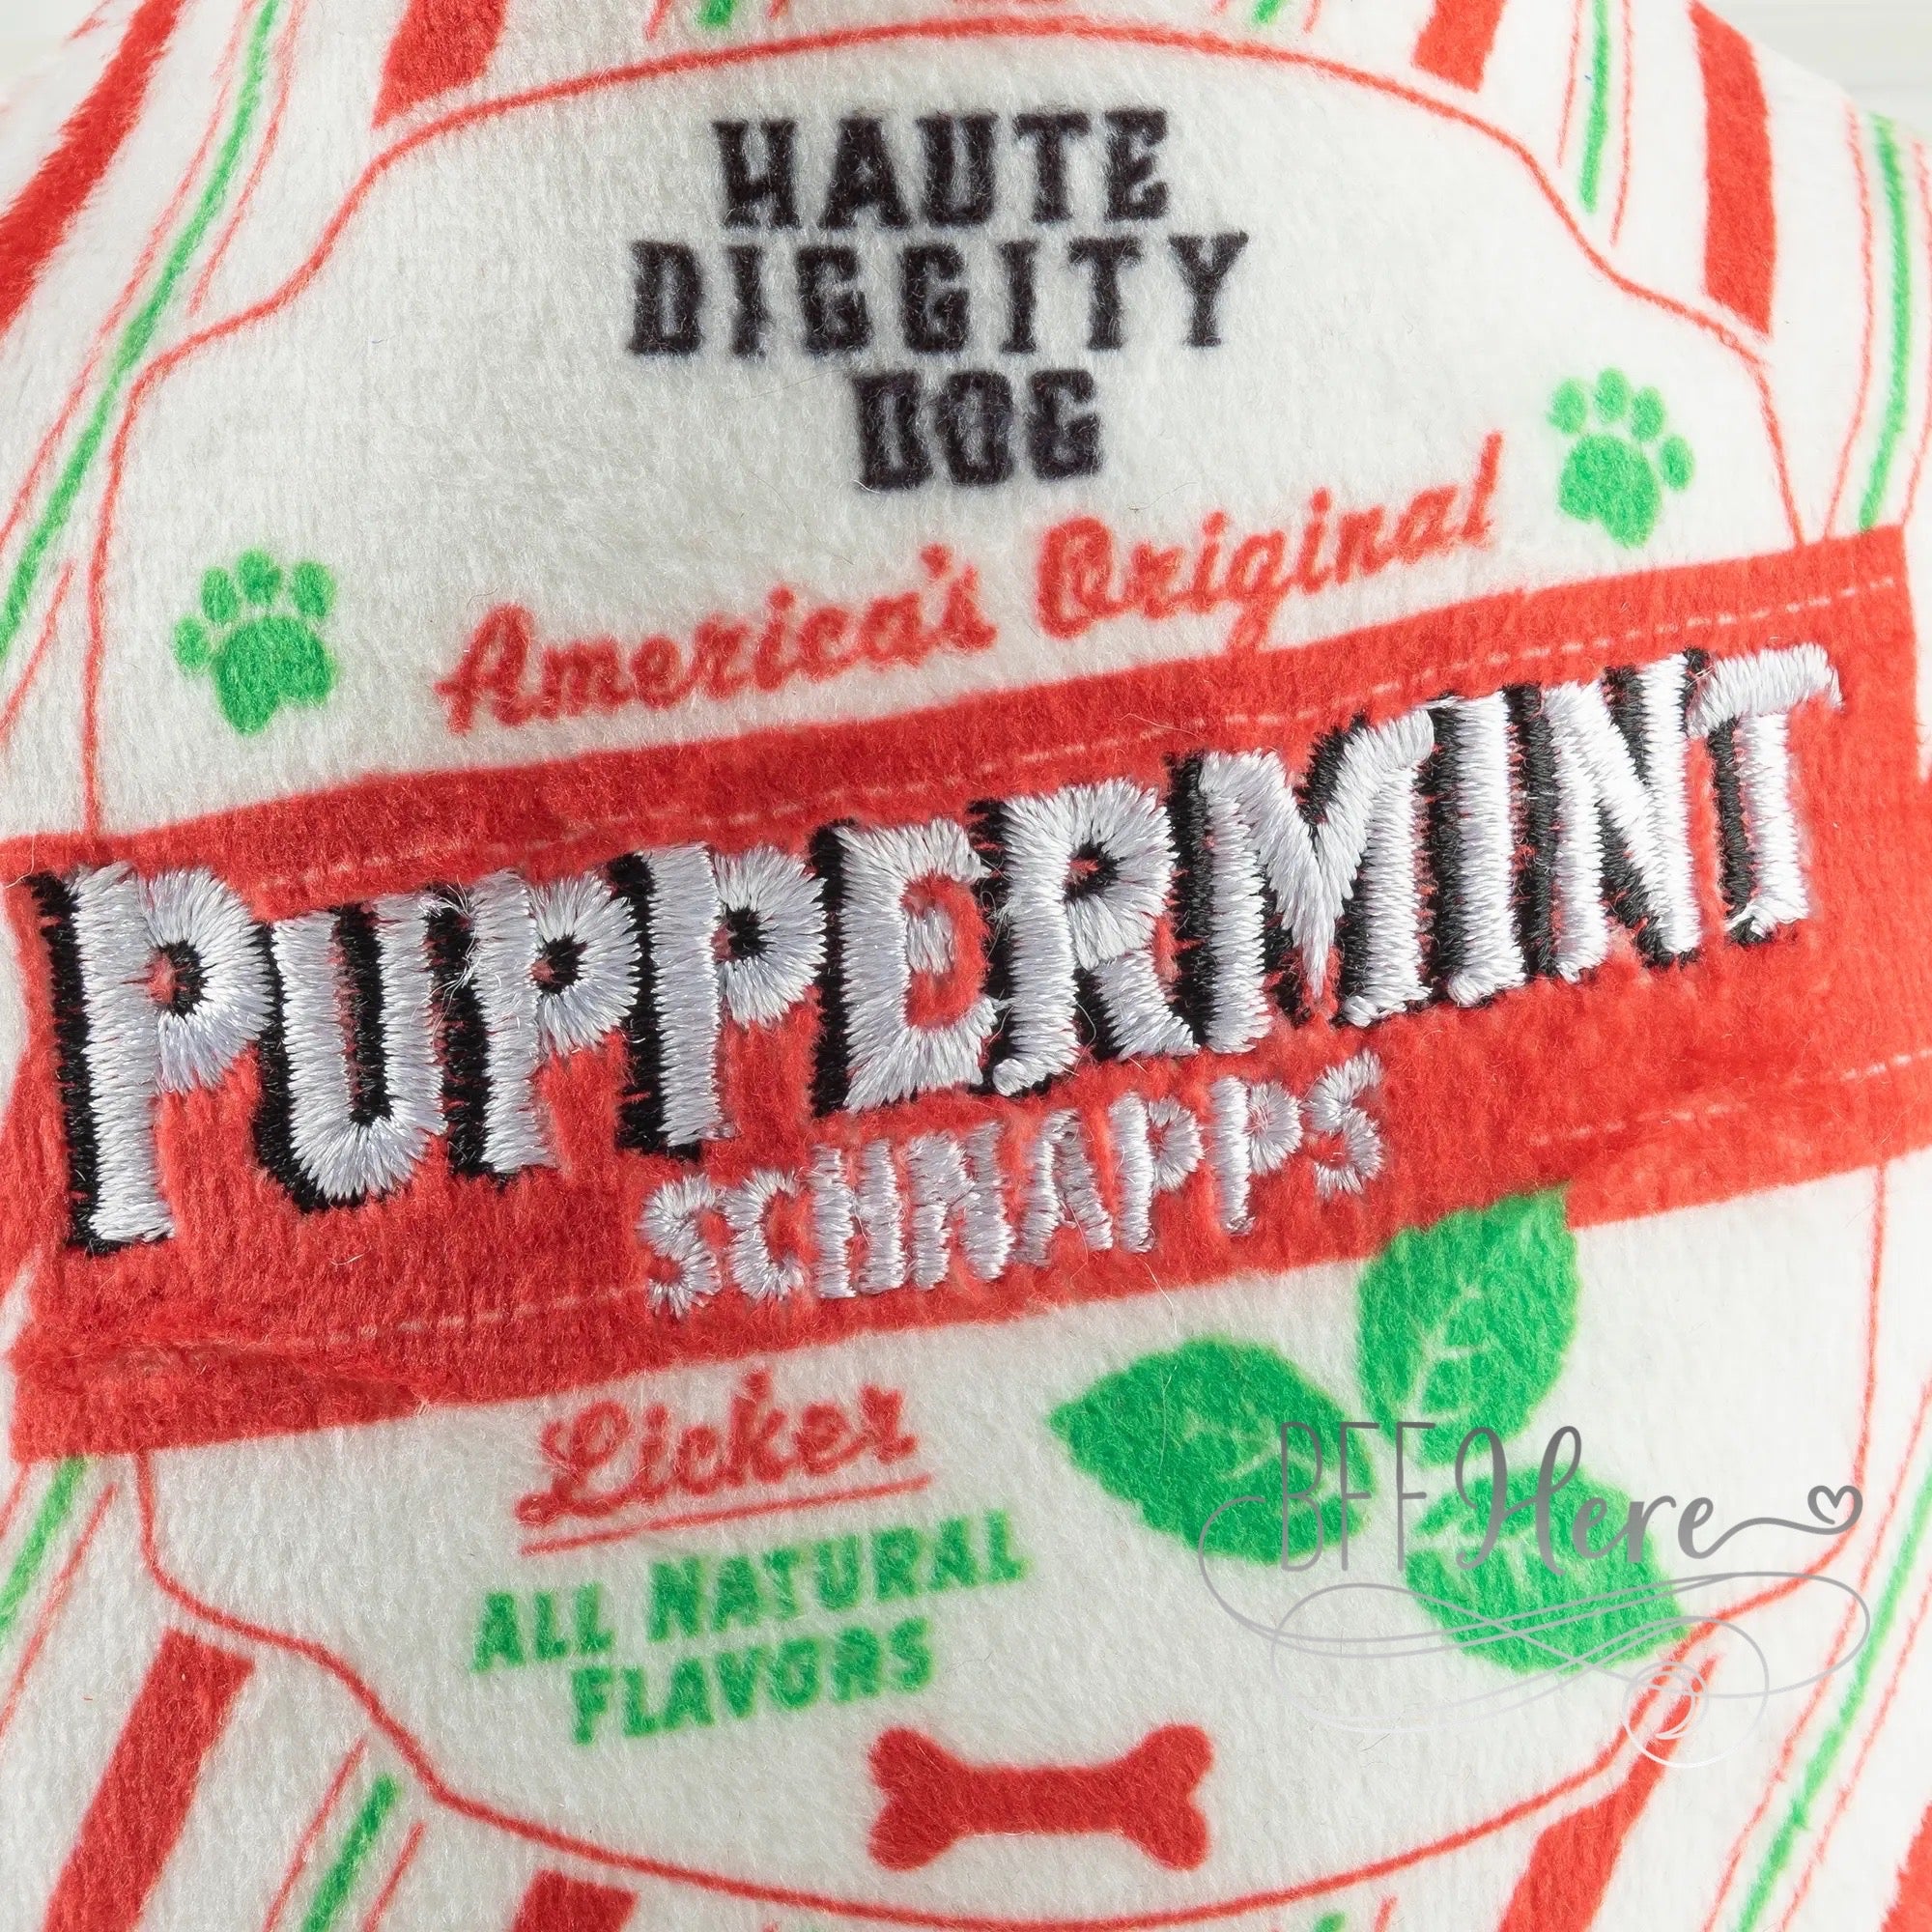 HAUTE
DIGGITY
DOG
America's Original
PUPPERMINT
SCHNAPPS
Licker
ALL NATURAL
FLAVORS
BFF Here